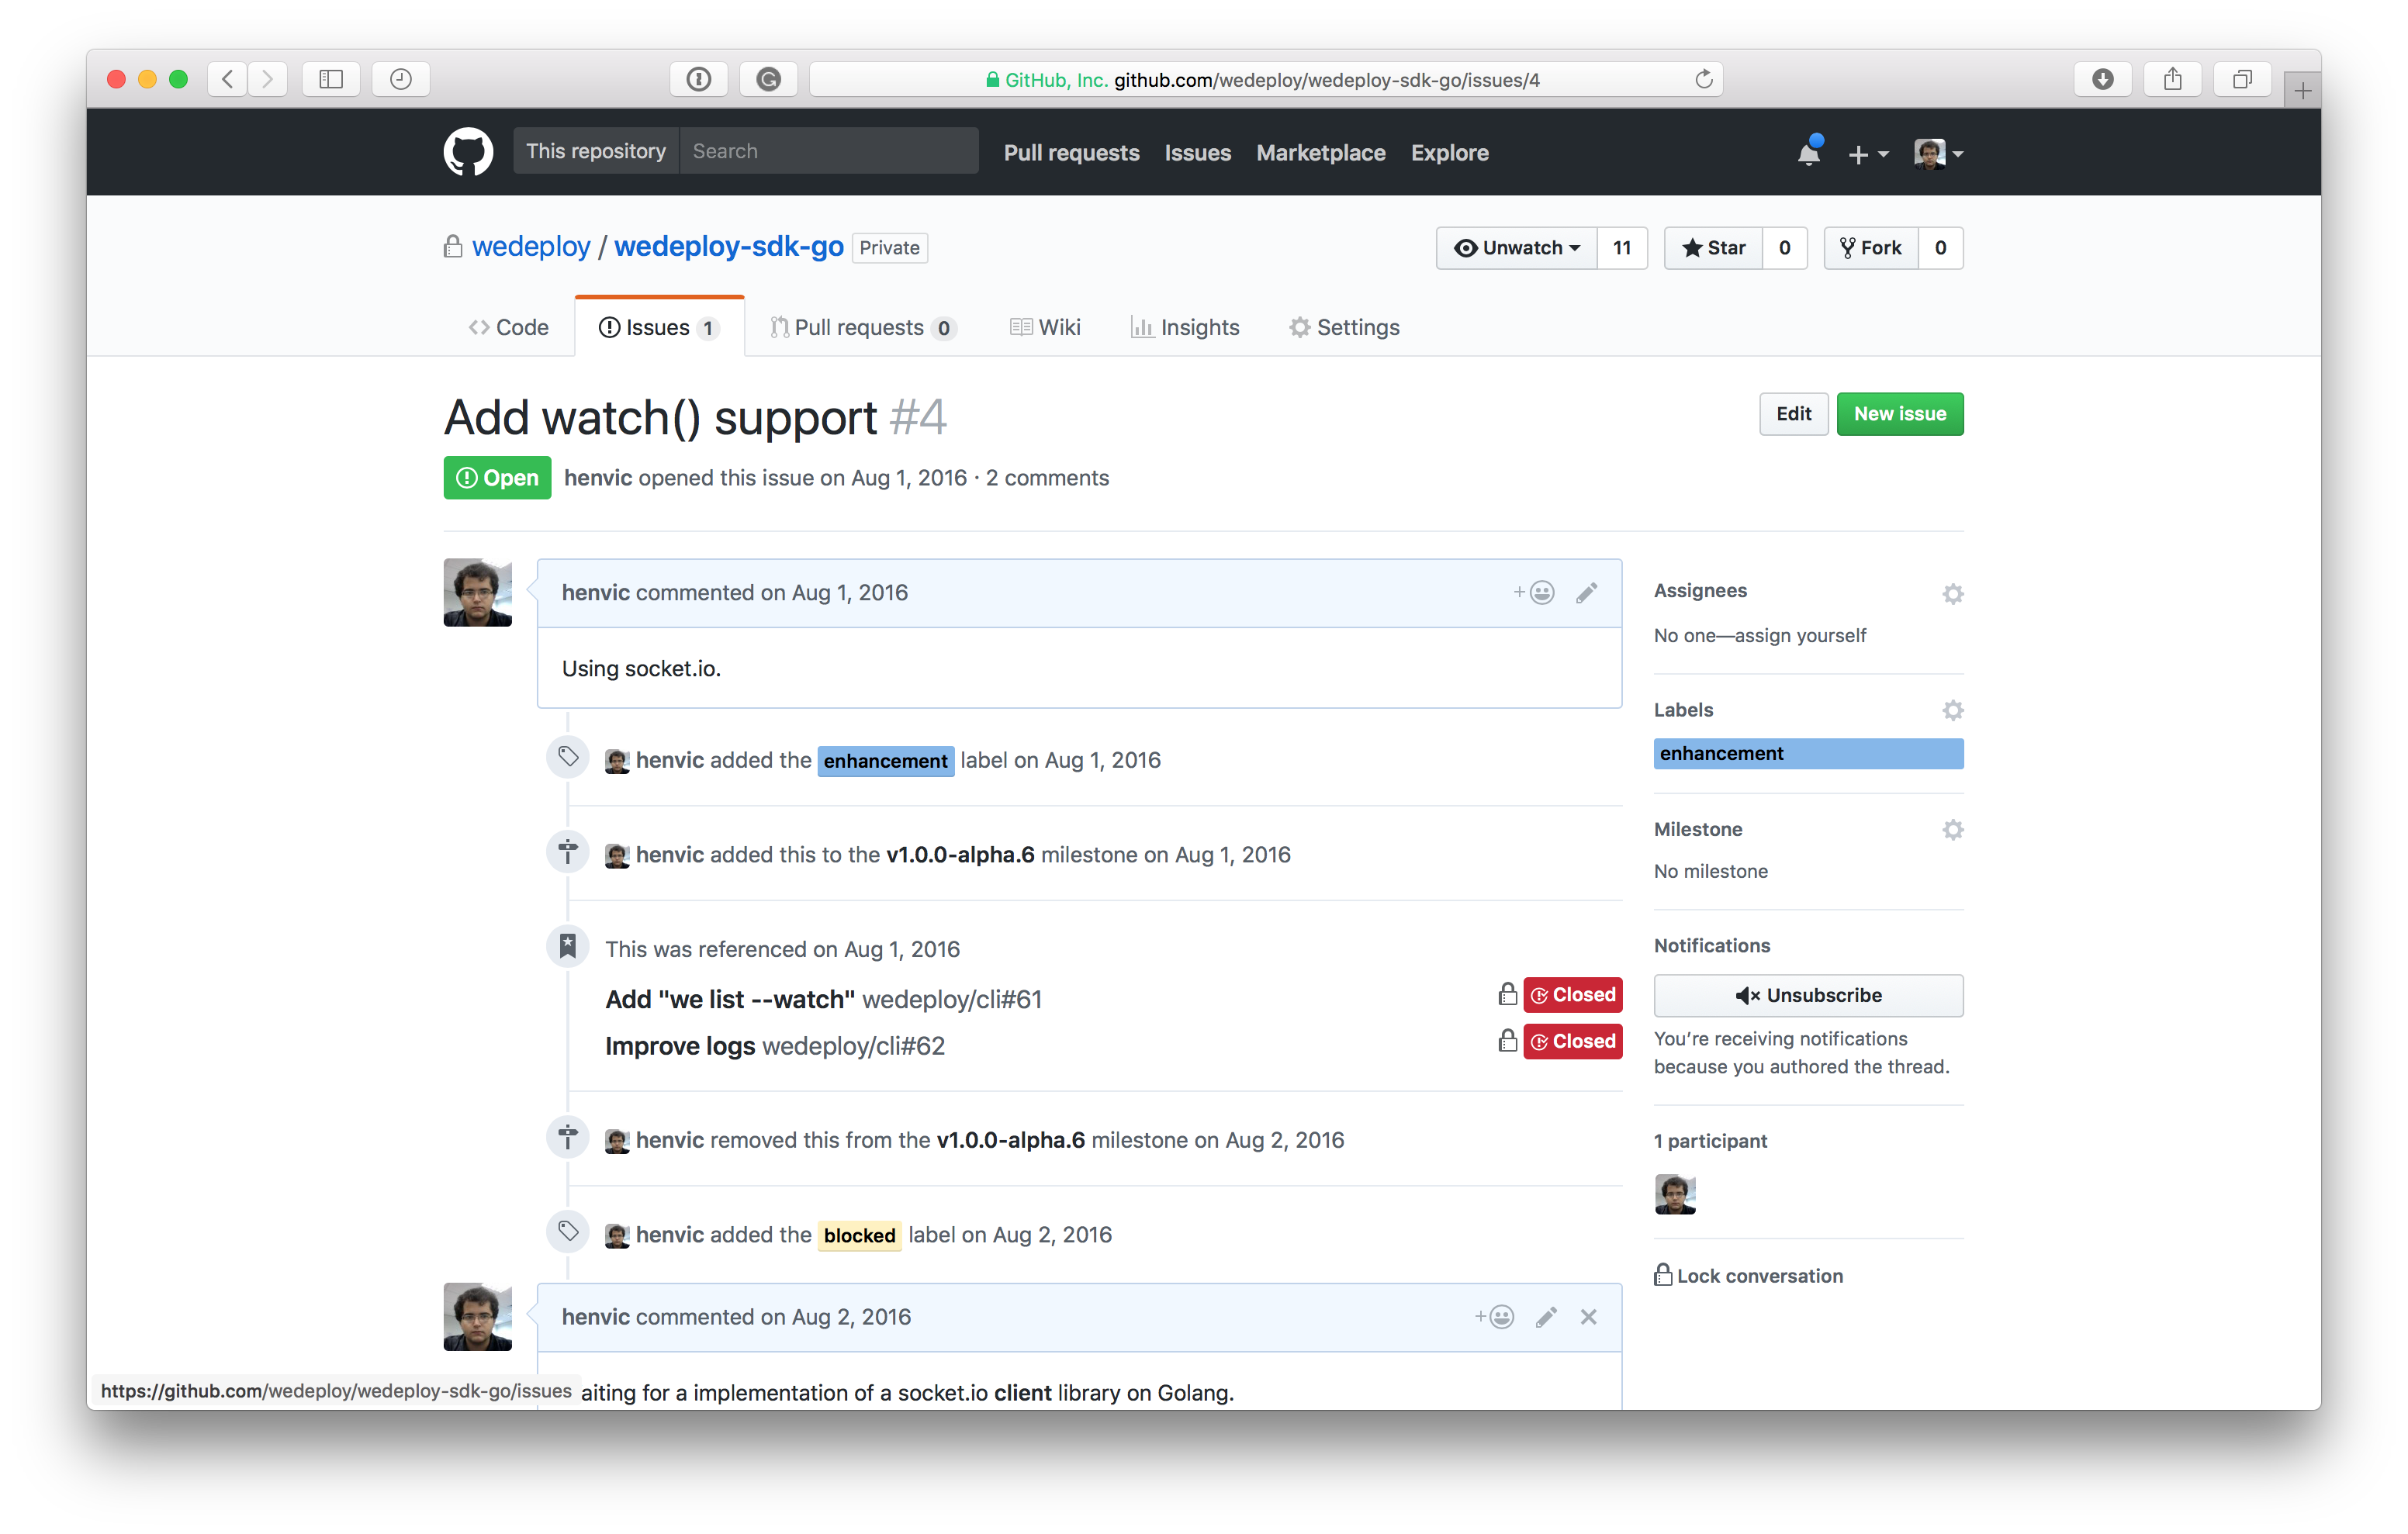 GitHub, Inc. github.com/wedeploy/wedeploy-sdk-go/issues/4
This repository Search Pull requests Issues Marketplace Explore
wedeploy / wedeploy-sdk-go Private
Unwatch 11 Star 0 Fork 0
Code Issues 1 Pull requests 0 Wiki Insights Settings
Add watch() support #4
Edit New issue
Open henvic opened this issue on Aug 1, 2016 · 2 comments
henvic commented on Aug 1, 2016
Using socket.io.
henvic added the enhancement label on Aug 1, 2016
henvic added this to the v1.0.0-alpha.6 milestone on Aug 1, 2016
This was referenced on Aug 1, 2016
Add "we list --watch" wedeploy/cli#61 Closed
Improve logs wedeploy/cli#62 Closed
henvic removed this from the v1.0.0-alpha.6 milestone on Aug 2, 2016
henvic added the blocked label on Aug 2, 2016
henvic commented on Aug 2, 2016
aiting for a implementation of a socket.io client library on Golang.
Assignees
No one—assign yourself
Labels
enhancement
Milestone
No milestone
Notifications
Unsubscribe
You’re receiving notifications
because you authored the thread.
1 participant
Lock conversation
https://github.com/wedeploy/wedeploy-sdk-go/issues